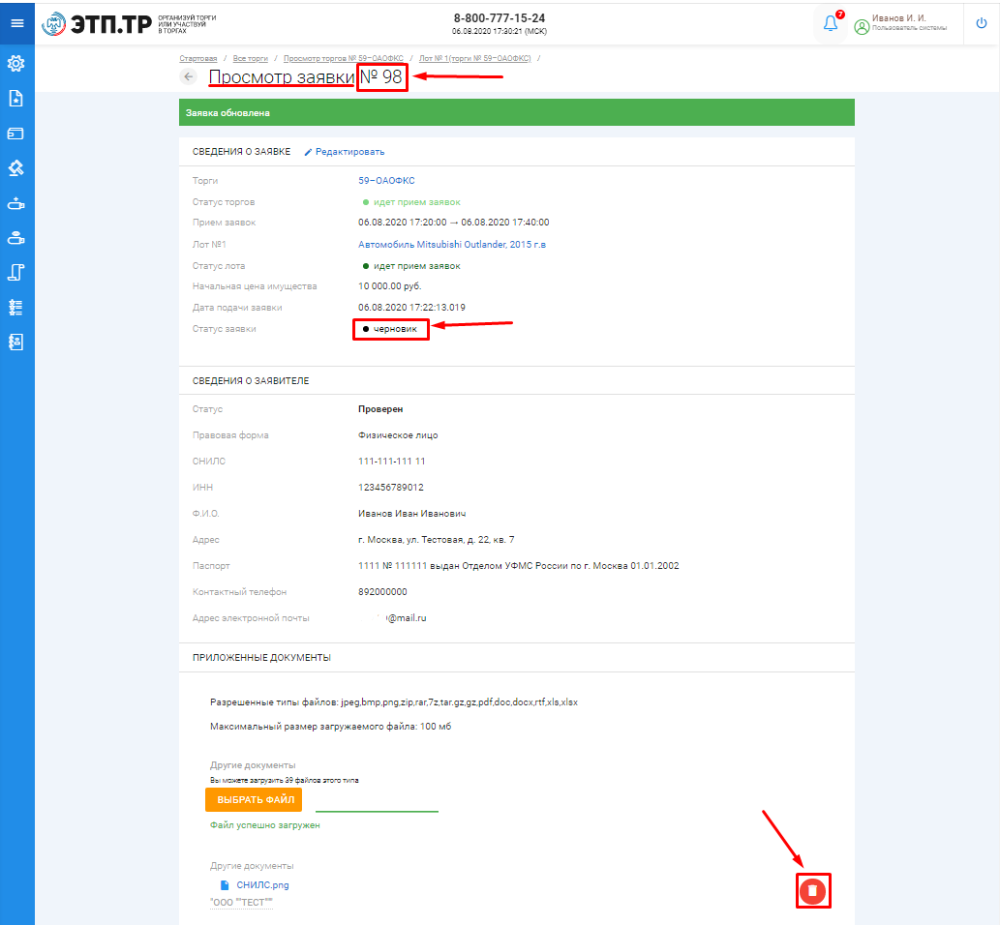 ЭТП.ТР
ОРГАНИЗУЙ ТОРГИ
ИЛИ УЧАСТВУЙ
В ТОРГАХ
8-800-777-15-24
06.08.2020 17:30:21 (МСК)
7
Иванов И. И.
Пользователь системы
Стартовая / Все торги / Просмотр торгов № 59–ОАОФКС / Лот № 1(торги № 59–ОАОФКС) /
Просмотр заявки № 98
Заявка обновлена
СВЕДЕНИЯ О ЗАЯВКЕ Редактировать
Торги 59–ОАОФКС
Статус торгов идет прием заявок
Прием заявок 06.08.2020 17:20:00 → 06.08.2020 17:40:00
Лот №1 Автомобиль Mitsubishi Outlander, 2015 г.в
Статус лота идет прием заявок
Начальная цена имущества 10 000.00 руб.
Дата подачи заявки 06.08.2020 17:22:13.019
Статус заявки черновик
СВЕДЕНИЯ О ЗАЯВИТЕЛЕ
Статус Проверен
Правовая форма Физическое лицо
СНИЛС 111-111-111 11
ИНН 123456789012
Ф.И.О. Иванов Иван Иванович
Адрес г. Москва, ул. Тестовая, д. 22, кв. 7
Паспорт 1111 № 111111 выдан Отделом УФМС России по г. Москва 01.01.2002
Контактный телефон 892000000
Адрес электронной почты @mail.ru
ПРИЛОЖЕННЫЕ ДОКУМЕНТЫ
Разрешенные типы файлов: jpeg,bmp,png,zip,rar,7z,tar.gz,gz,pdf,doc,docx,rtf,xls,xlsx
Максимальный размер загружаемого файла: 100 мб
Другие документы
Вы можете загрузить 39 файлов этого типа
ВЫБРАТЬ ФАЙЛ
Файл успешно загружен
Другие документы
СНИЛС.png
"ООО ""ТЕСТ"""